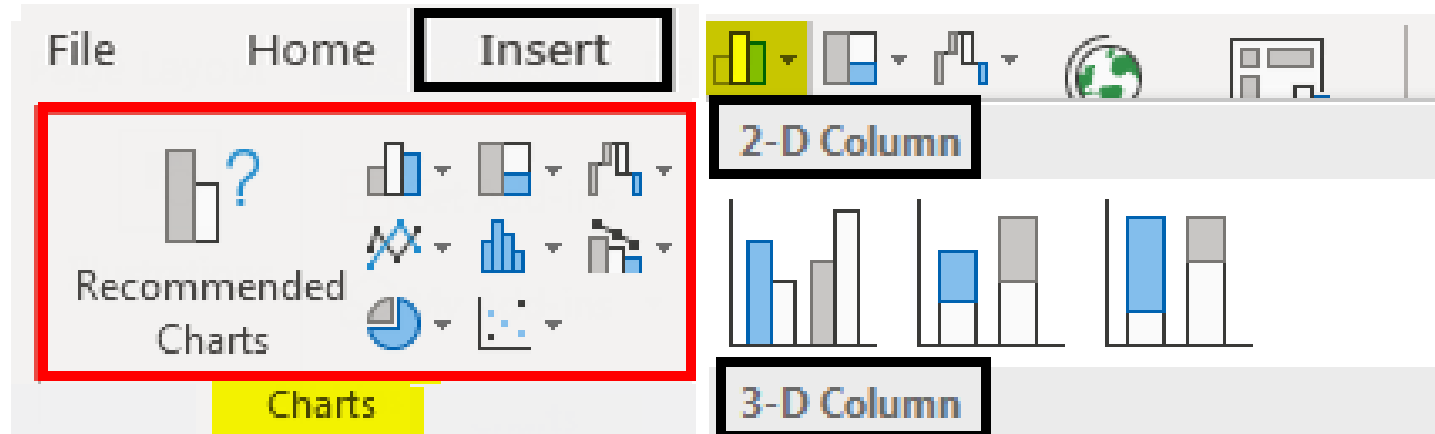 File Home Insert
Recommended
Charts
Charts
2-D Column
3-D Column